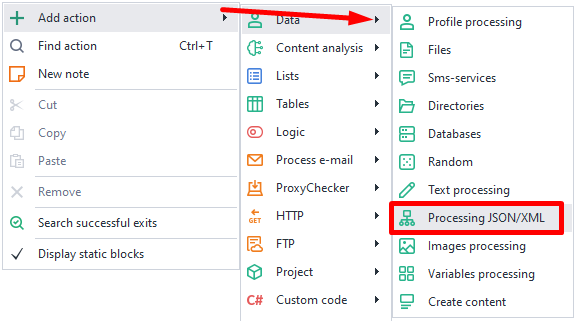 Add action
Find action Ctrl+T
New note
Cut
Copy
Paste
Remove
Search successful exits
Display static blocks
Data
Content analysis
Lists
Tables
Logic
Process e-mail
ProxyChecker
GET HTTP
FTP
Project
C# Custom code
Profile processing
Files
Sms-services
Directories
Databases
Random
Text processing
Processing JSON/XML
Images processing
Variables processing
Create content